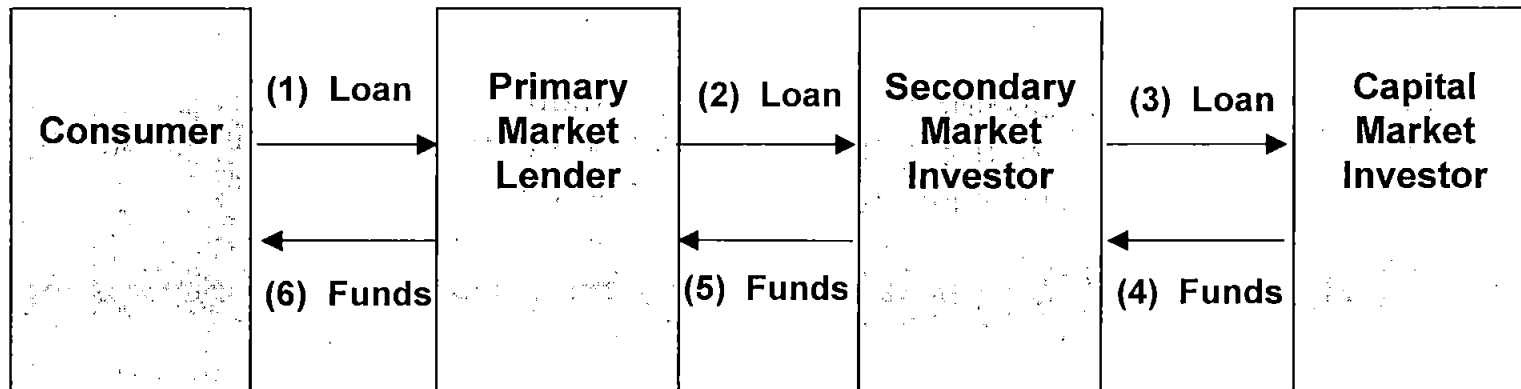 Consumer
(1) Loan
(6) Funds
Primary
Market
Lender
(2) Loan
(5) Funds
Secondary
Market
Investor
(3) Loan
(4) Funds
Capital
Market
Investor